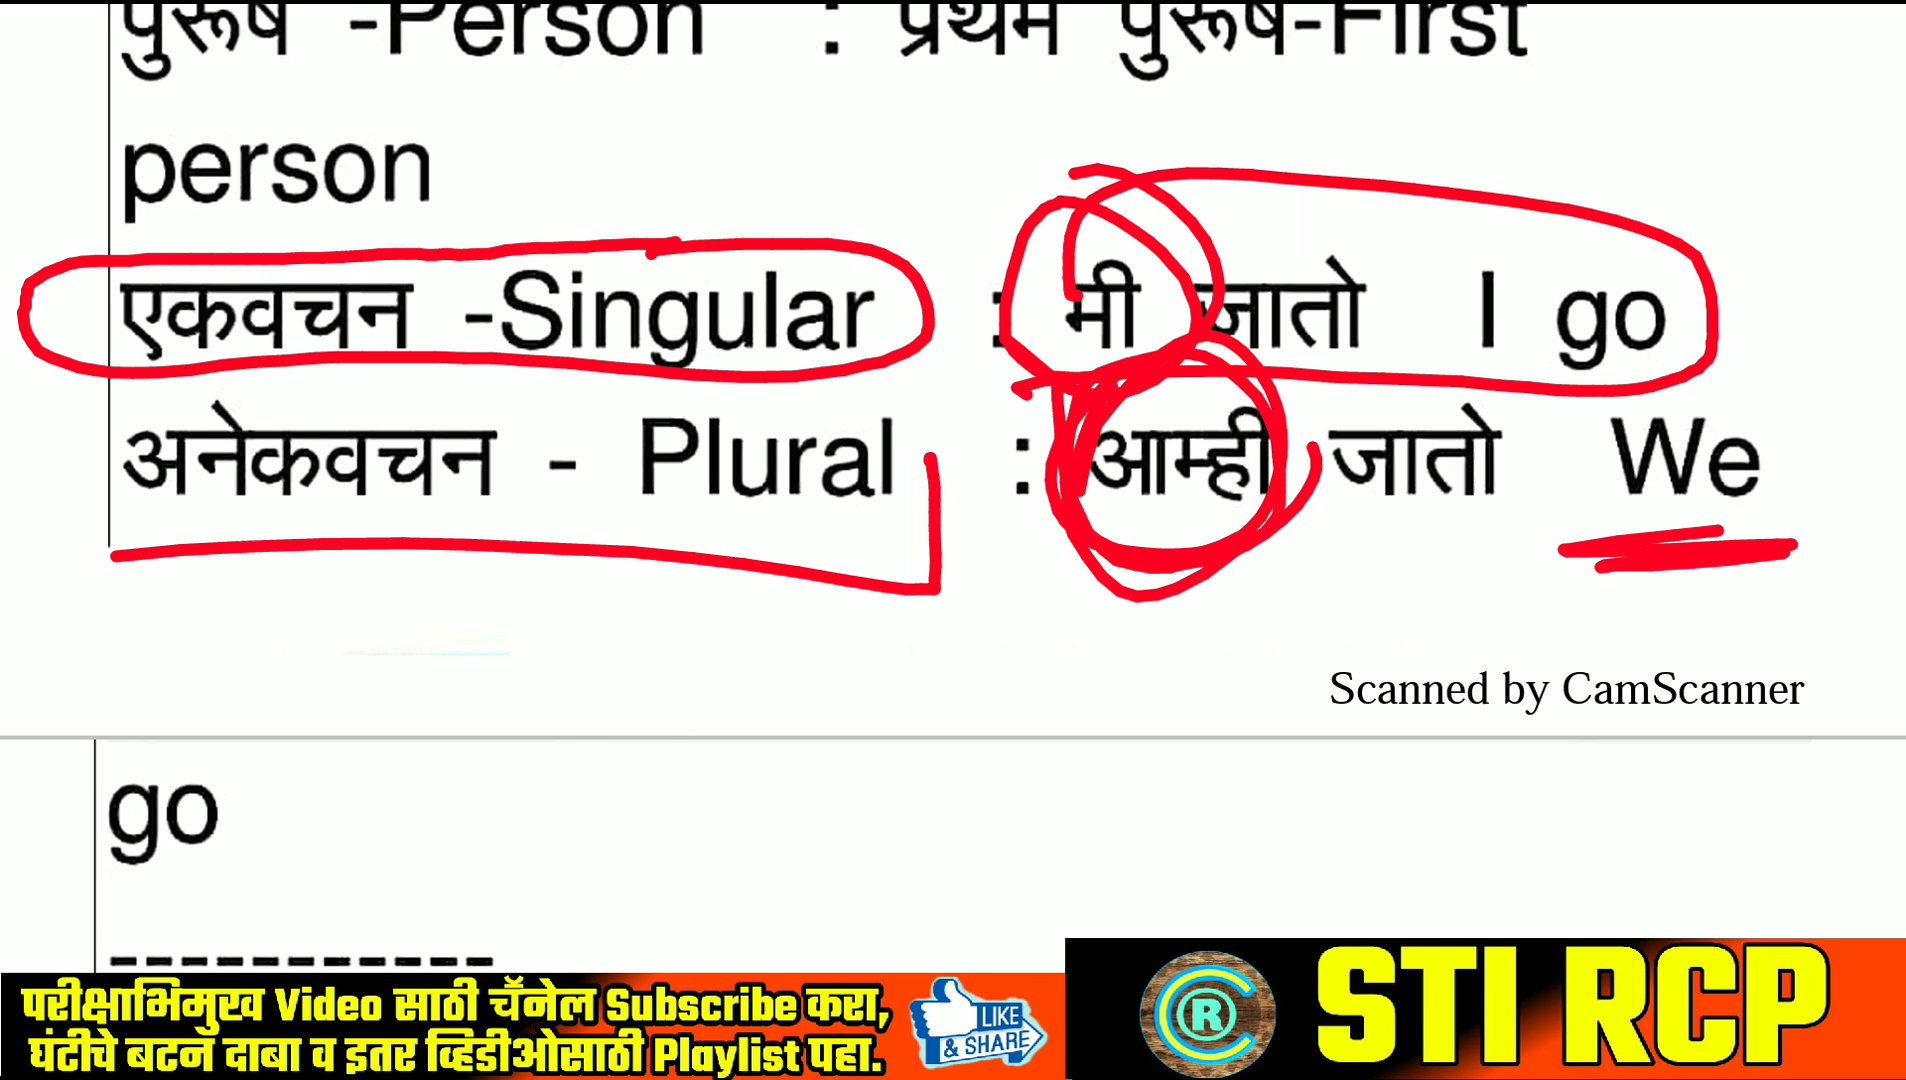 पुरूष -Person : प्रथम पुरूष-First
person
एकवचन -Singular : मी जातो I go
अनेकवचन - Plural : आम्ही जातो We
Scanned by CamScanner
go
-----------
परीक्षाभिमुख Video साठी चॅनेल Subscribe करा,
घंटीचे बटन दाबा व इतर व्हिडीओसाठी Playlist पहा.
LIKE
& SHARE
R
STI RCP